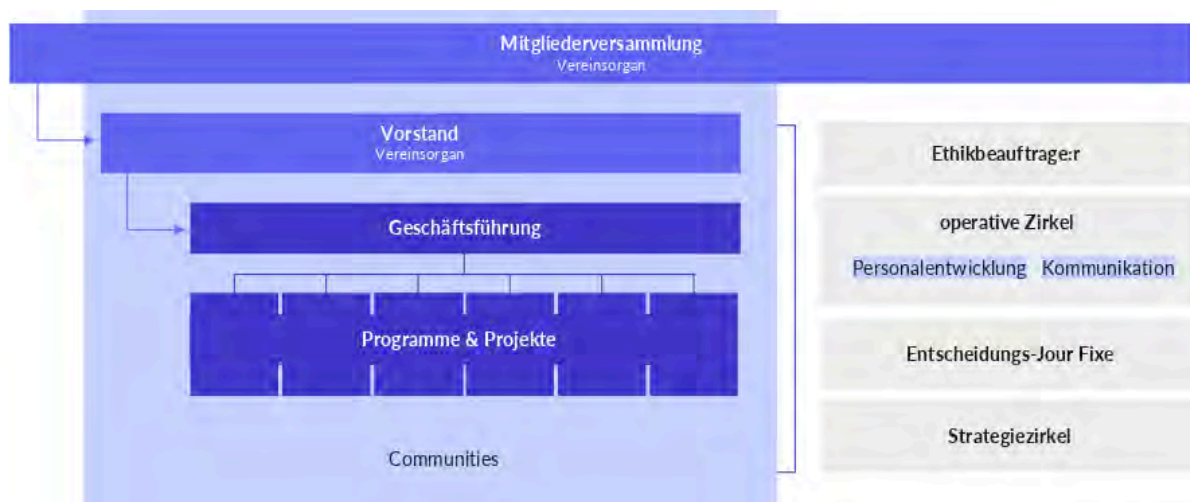 Mitgliederversammlung
Vereinsorgan
Vorstand
Vereinsorgan
Geschäftsführung
Programme & Projekte
Communities
Ethikbeauftrage:r
operative Zirkel
Personalentwicklung Kommunikation
Entscheidungs-Jour Fixe
Strategiezirkel